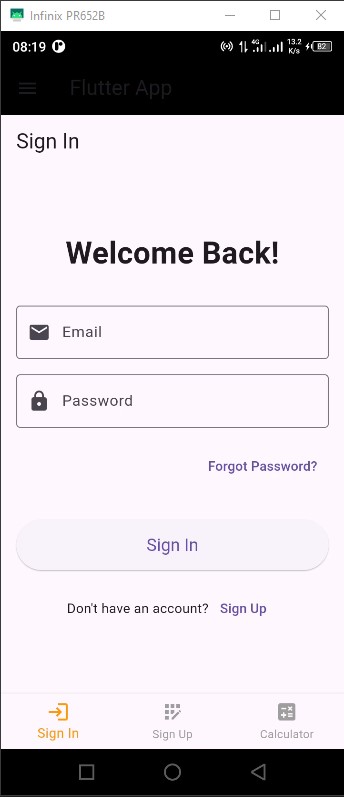 Infinix PR652B
08:19
4G
13.2
K/s
82
Flutter App
Sign In
Welcome Back!
Email
Password
Forgot Password?
Sign In
Don't have an account? Sign Up
Sign In Sign Up Calculator